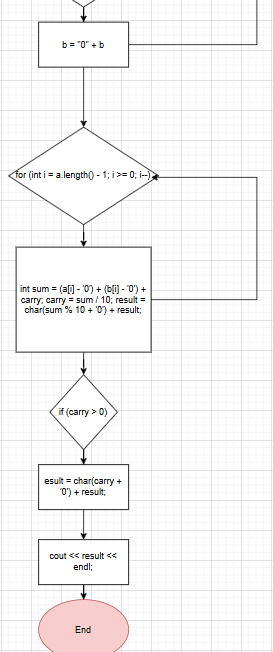 b = "0" + b
for (int i = a.length() - 1; i >= 0; i--)
int sum = (a[i] - '0') + (b[i] - '0') +
carry; carry = sum / 10; result =
char(sum % 10 + '0') + result;
if (carry > 0)
esult = char(carry +
'0') + result;
cout << result <<
endl;
End